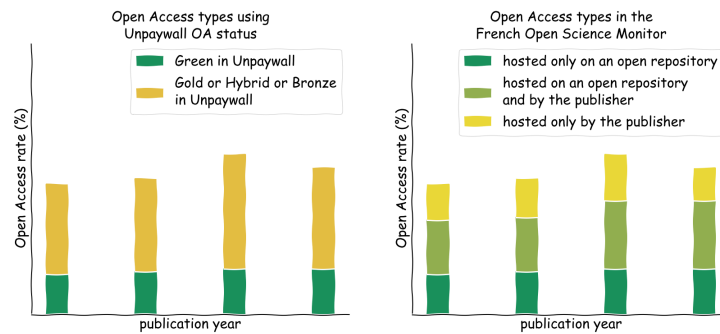 Open Access types using
Unpaywall OA status
Green in Unpaywall
Gold or Hybrid or Bronze
in Unpaywall
Open Access rate (%)
publication year
Open Access types in the
French Open Science Monitor
hosted only on an open repository
hosted on an open repository
and by the publisher
hosted only by the publisher
Open Access rate (%)
publication year